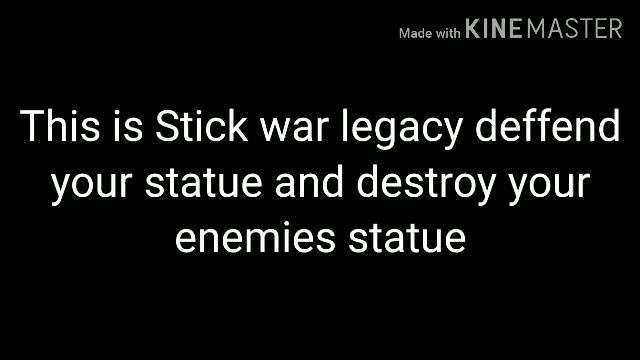 Made with KINEMASTER
This is Stick war legacy deffend
your statue and destroy your
enemies statue